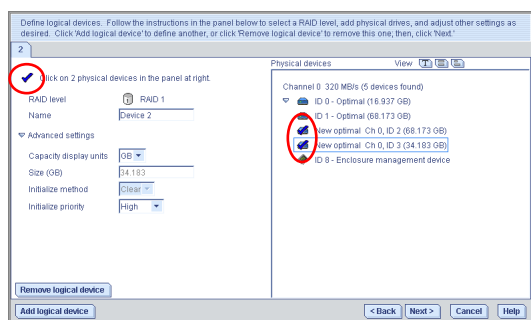 Define logical devices. Follow the instructions in the panel below to select a RAID level, add physical drives, and adjust other settings as
desired. Click 'Add logical device' to define another, or click 'Remove logical device' to remove this one; then, click 'Next.'
2
Click on 2 physical devices in the panel at right.
RAID level RAID 1
Name Device 2
Advanced settings
Capacity display units GB
Size (GB) 34.183
Initialize method Clear
Initialize priority High
Remove logical device
Physical devices View T
Channel 0 320 MB/s (5 devices found)
ID 0 - Optimal (16.937 GB)
ID 1 - Optimal (68.173 GB)
New optimal Ch 0, ID 2 (68.173 GB)
New optimal Ch 0, ID 3 (34.183 GB)
ID 8 - Enclosure management device
Add logical device
< Back Next > Cancel Help